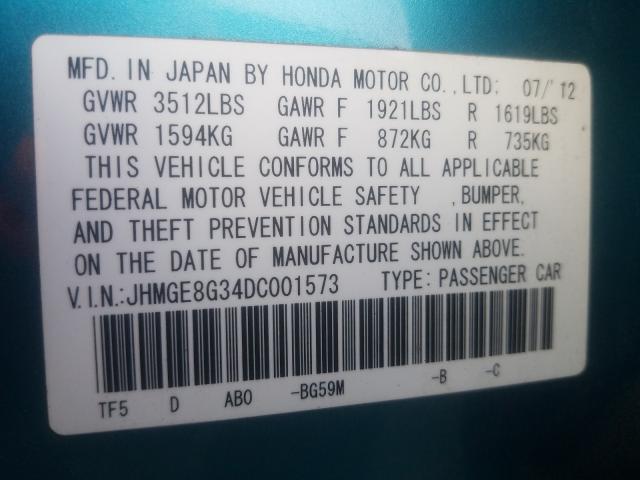 MFD. IN JAPAN BY HONDA MOTOR CO.,LTD: 07/'12
GVWR 3512LBS GAWR F 1921LBS R 1619LBS
GVWR 1594KG GAWR F 872KG R 735KG
THIS VEHICLE CONFORMS TO ALL APPLICABLE
FEDERAL MOTOR VEHICLE SAFETY ,BUMPER,
AND THEFT PREVENTION STANDARDS IN EFFECT
ON THE DATE OF MANUFACTURE SHOWN ABOVE.
V.I.N.:JHMGE8G34DC001573 TYPE: PASSENGER CAR
TF5 D AB0 -BG59M -B -C